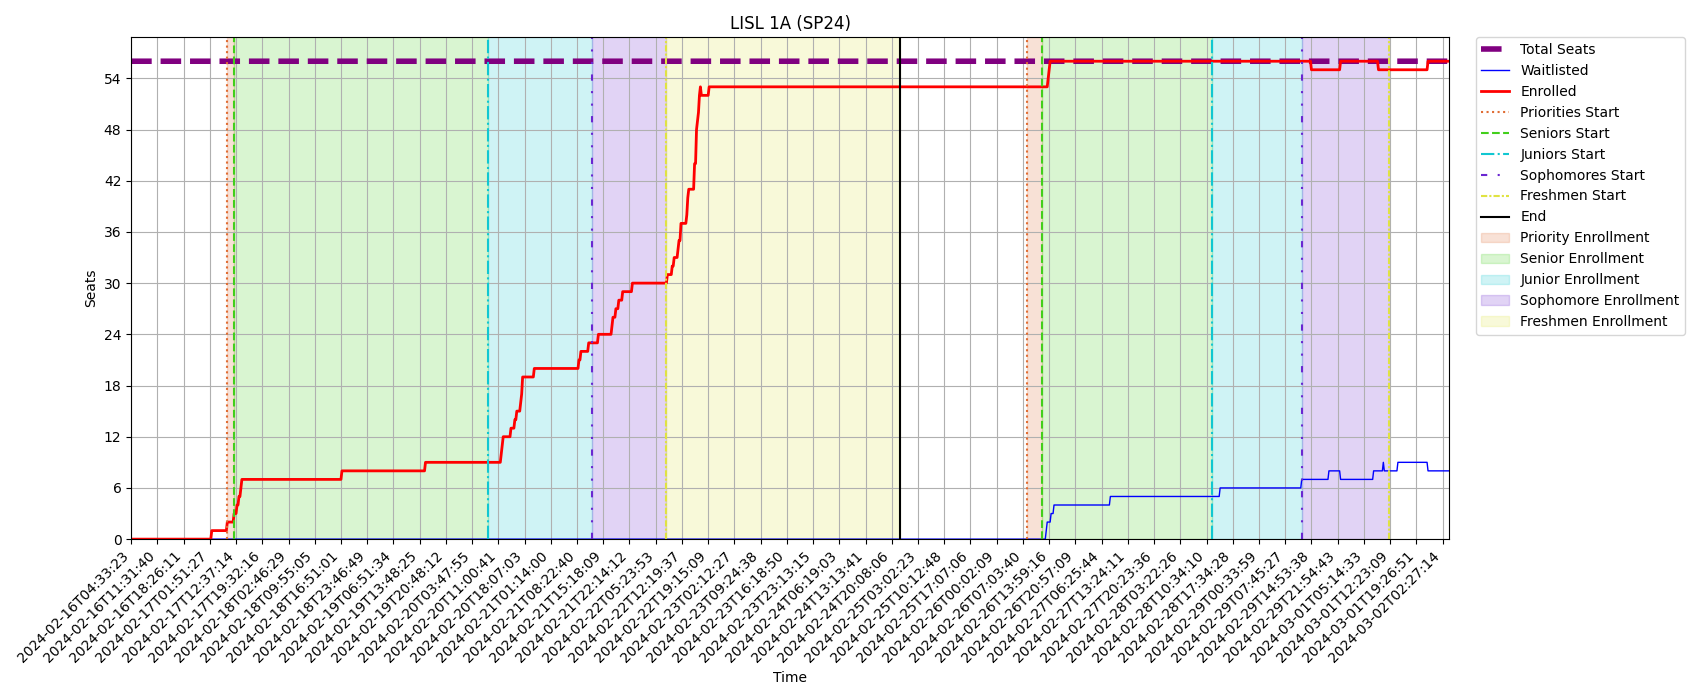 LISL 1A (SP24)
Seats
54
48
42
36
30
24
18
12
6
0
2024-02-16T04:33:23
2024-02-16T11:31:40
2024-02-16T18:26:11
2024-02-17T01:51:27
2024-02-17T12:37:14
2024-02-17T19:32:16
2024-02-18T02:46:29
2024-02-18T09:55:05
2024-02-18T16:51:01
2024-02-18T23:46:49
2024-02-19T06:51:34
2024-02-19T13:48:25
2024-02-19T20:48:12
2024-02-20T03:47:55
2024-02-20T11:00:41
2024-02-20T18:07:03
2024-02-21T01:14:00
2024-02-21T08:22:40
2024-02-21T15:18:09
2024-02-21T22:14:12
2024-02-22T05:23:53
2024-02-22T12:19:37
2024-02-22T19:15:09
2024-02-23T02:12:27
2024-02-23T09:24:38
2024-02-23T16:18:50
2024-02-23T23:13:15
2024-02-24T06:19:03
2024-02-24T13:13:41
2024-02-24T20:08:06
2024-02-25T03:02:23
2024-02-25T10:12:48
2024-02-25T17:07:06
2024-02-26T00:02:09
2024-02-26T07:03:40
2024-02-26T13:59:16
2024-02-26T20:57:09
2024-02-27T06:25:44
2024-02-27T13:24:11
2024-02-27T20:23:36
2024-02-28T03:22:26
2024-02-28T10:34:10
2024-02-28T17:34:28
2024-02-29T00:33:59
2024-02-29T07:45:27
2024-02-29T14:53:38
2024-02-29T21:54:43
2024-03-01T05:14:33
2024-03-01T12:23:09
2024-03-01T19:26:51
2024-03-02T02:27:14
Time
Total Seats
Waitlisted
Enrolled
Priorities Start
Seniors Start
Juniors Start
Sophomores Start
Freshmen Start
End
Priority Enrollment
Senior Enrollment
Junior Enrollment
Sophomore Enrollment
Freshmen Enrollment